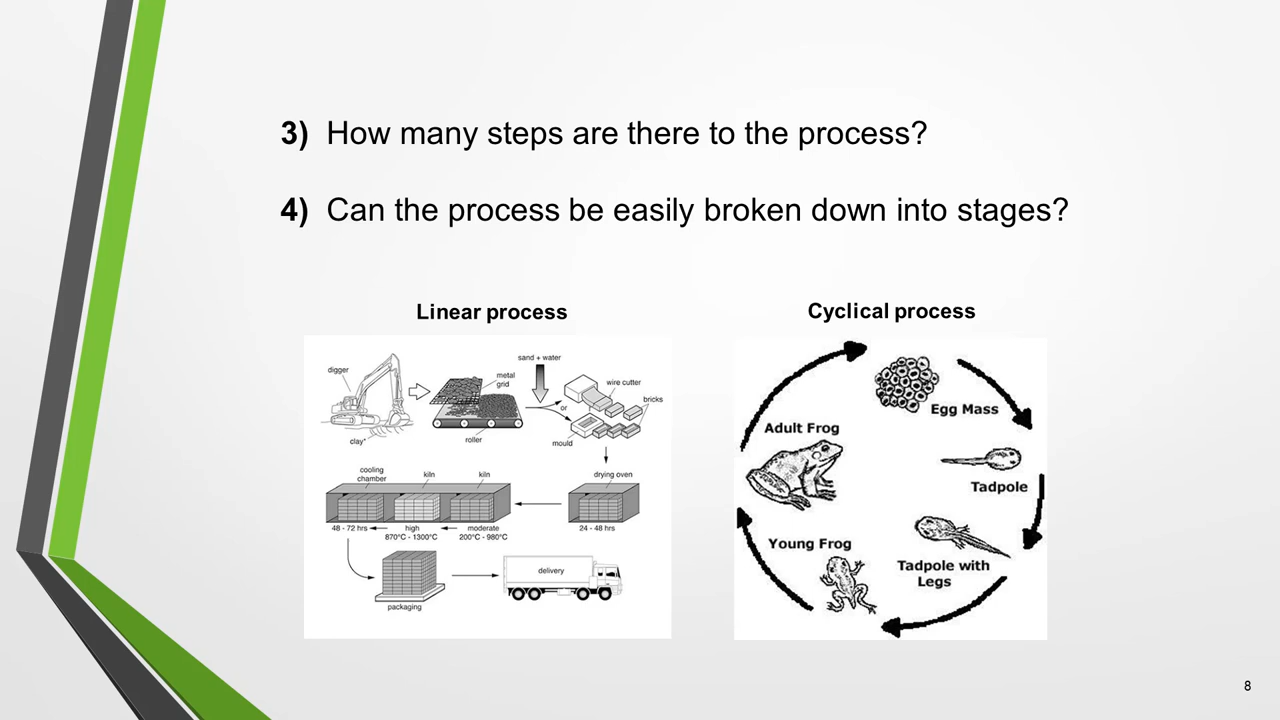 3) How many steps are there to the process?
4) Can the process be easily broken down into stages?
Linear process
digger
clay*
metal
grid
roller
sand + water
or
wire cutter
bricks
mould
drying oven
24 - 48 hrs
cooling
chamber
kiln
kiln
48 - 72 hrs
high
870°C - 1300°C
moderate
200°C - 980°C
packaging
delivery
Cyclical process
Egg Mass
Tadpole
Tadpole with
Legs
Young Frog
Adult Frog
8